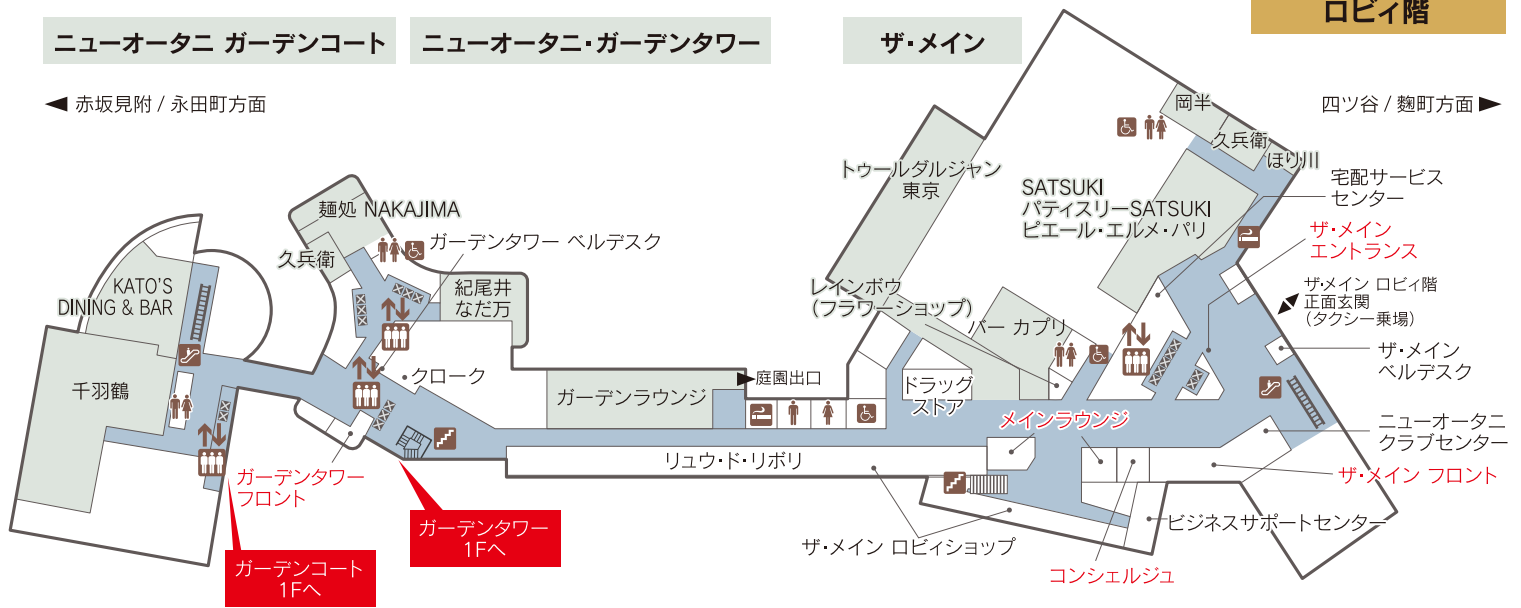 ロビィ階
ニューオータニ ガーデンコート
ニューオータニ・ガーデンタワー
ザ・メイン
◀ 赤坂見附 / 永田町方面
四ツ谷 / 麴町方面 ▶
岡半
久兵衛
ほり川
トゥールダルジャン
東京
SATSUKI
パティスリーSATSUKI
ピエール・エルメ・パリ
宅配サービス
センター
ザ・メイン
エントランス
麺処 NAKAJIMA
久兵衛
ガーデンタワー ベルデスク
KATO'S
DINING & BAR
紀尾井
なだ万
レインボウ
(フラワーショップ)
バー カプリ
ザ・メイン ロビィ階
正面玄関
(タクシー乗場)
ザ・メイン
ベルデスク
千羽鶴
クローク
ガーデンラウンジ
▶庭園出口
ドラッグ
ストア
メインラウンジ
ニューオータニ
クラブセンター
リュウ・ド・リボリ
ザ・メイン フロント
ガーデンタワー
フロント
ガーデンタワー
1Fへ
ビジネスサポートセンター
ザ・メイン ロビィショップ
ガーデンコート
1Fへ
コンシェルジュ